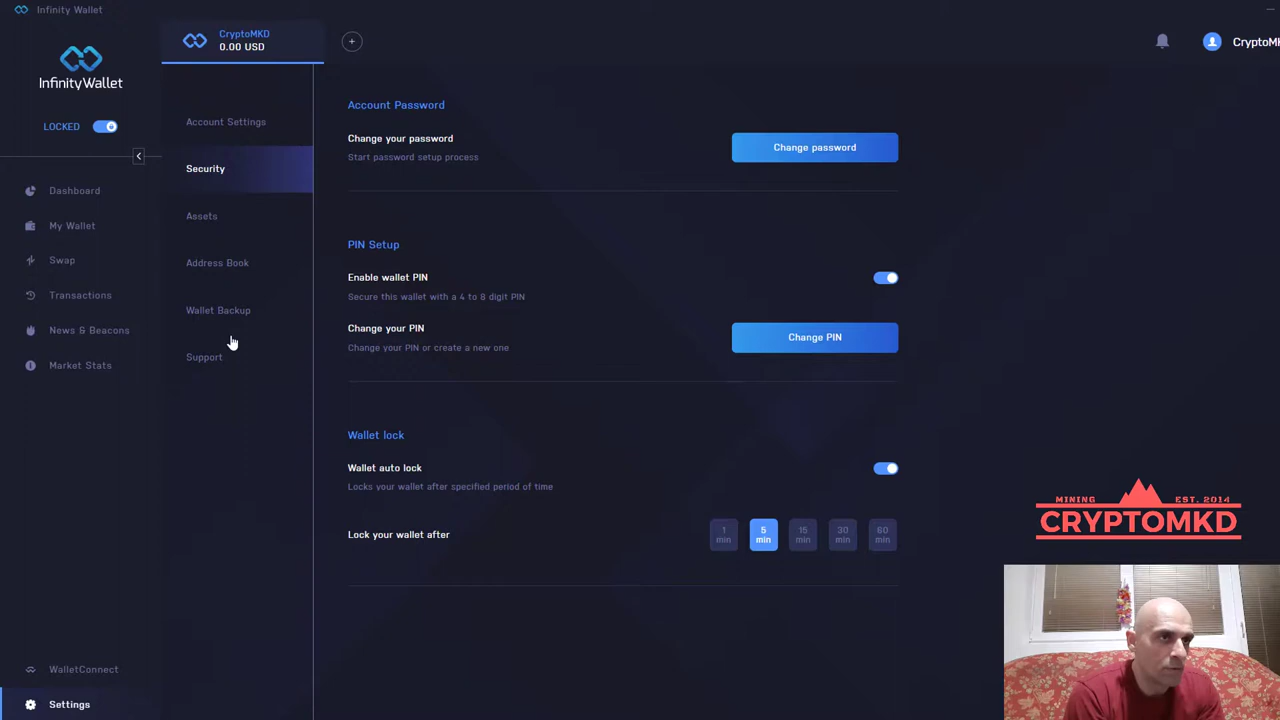 Infinity Wallet
InfinityWallet
LOCKED
Dashboard
My Wallet
Swap
Transactions
News & Beacons
Market Stats
WalletConnect
Settings
CryptoMKD
0.00 USD
+
Account Settings
Security
Assets
Address Book
Wallet Backup
Support
Account Password
Change your password
Start password setup process
Change password
PIN Setup
Enable wallet PIN
Secure this wallet with a 4 to 8 digit PIN
Change your PIN
Change your PIN or create a new one
Change PIN
Wallet lock
Wallet auto lock
Locks your wallet after specified period of time
Lock your wallet after
1 min
5 min
15 min
30 min
60 min
CryptoMK
MINING EST. 2014
CRYPTOMKD